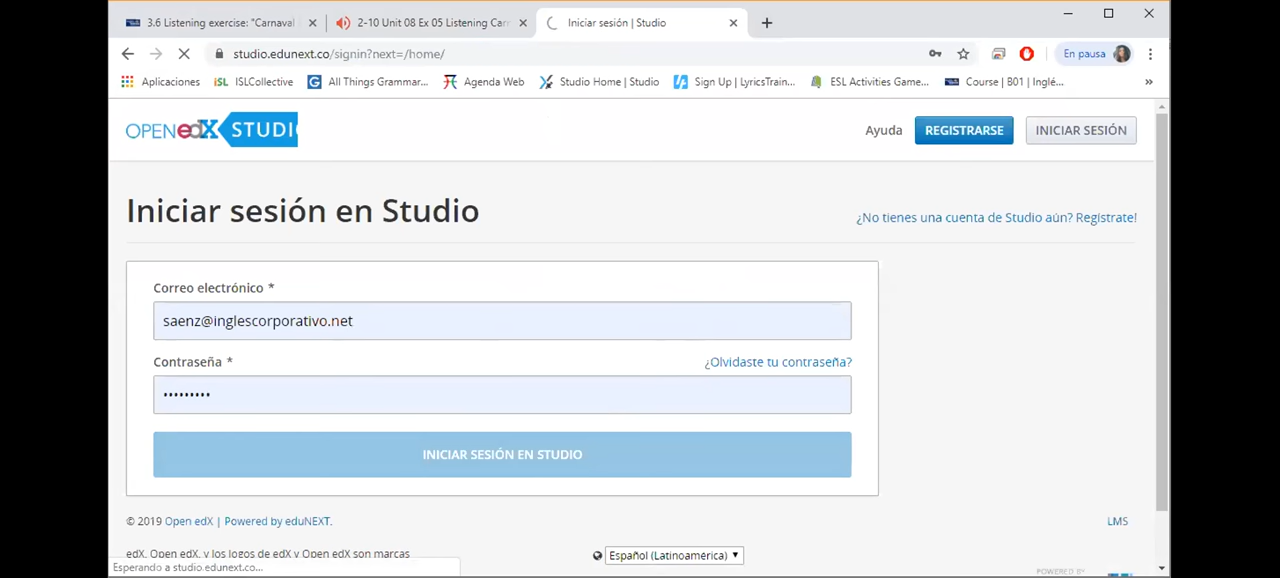 3.6 Listening exercise: "Carnaval
2-10 Unit 08 Ex 05 Listening Car
Iniciar sesión | Studio
studio.edunext.co/signin?next=/home/
En pausa
Aplicaciones
iSLCollective
All Things Grammar...
Agenda Web
Studio Home | Studio
Sign Up | LyricsTrain...
ESL Activities Game...
Course | B01 | Inglé...
»
OPEN edX STUDI
Ayuda
REGISTRARSE
INICIAR SESIÓN
Iniciar sesión en Studio
¿No tienes una cuenta de Studio aún? Regístrate!
Correo electrónico *
saenz@inglescorporativo.net
Contraseña *
¿Olvidaste tu contraseña?
•••••••••
INICIAR SESIÓN EN STUDIO
© 2019 Open edX | Powered by eduNEXT.
LMS
edX, Open edX, y los logos de edX y Open edX son marcas
Español (Latinoamérica)
Esperando a studio.edunext.co...
POWERED BY